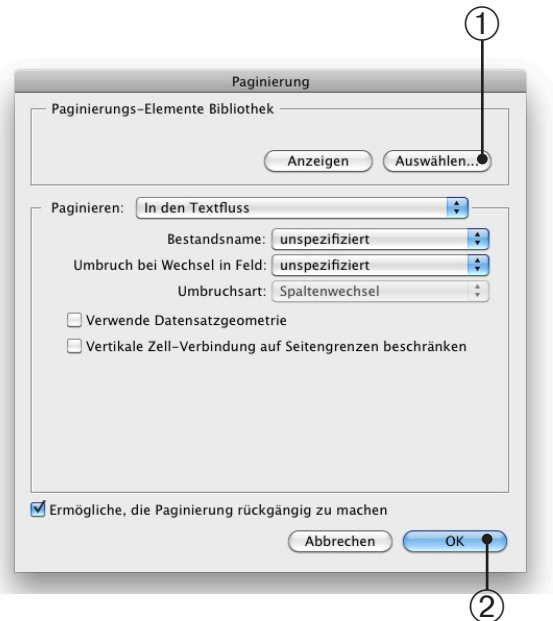 ①
Paginierung
Paginierungs-Elemente Bibliothek
Anzeigen Auswählen...
Paginieren: In den Textfluss
Bestandsname: unspezifiziert
Umbruch bei Wechsel in Feld: unspezifiziert
Umbruchsart: Spaltenwechsel
Verwende Datensatzgeometrie
Vertikale Zell-Verbindung auf Seitengrenzen beschränken
Ermögliche, die Paginierung rückgängig zu machen
Abbrechen OK
②